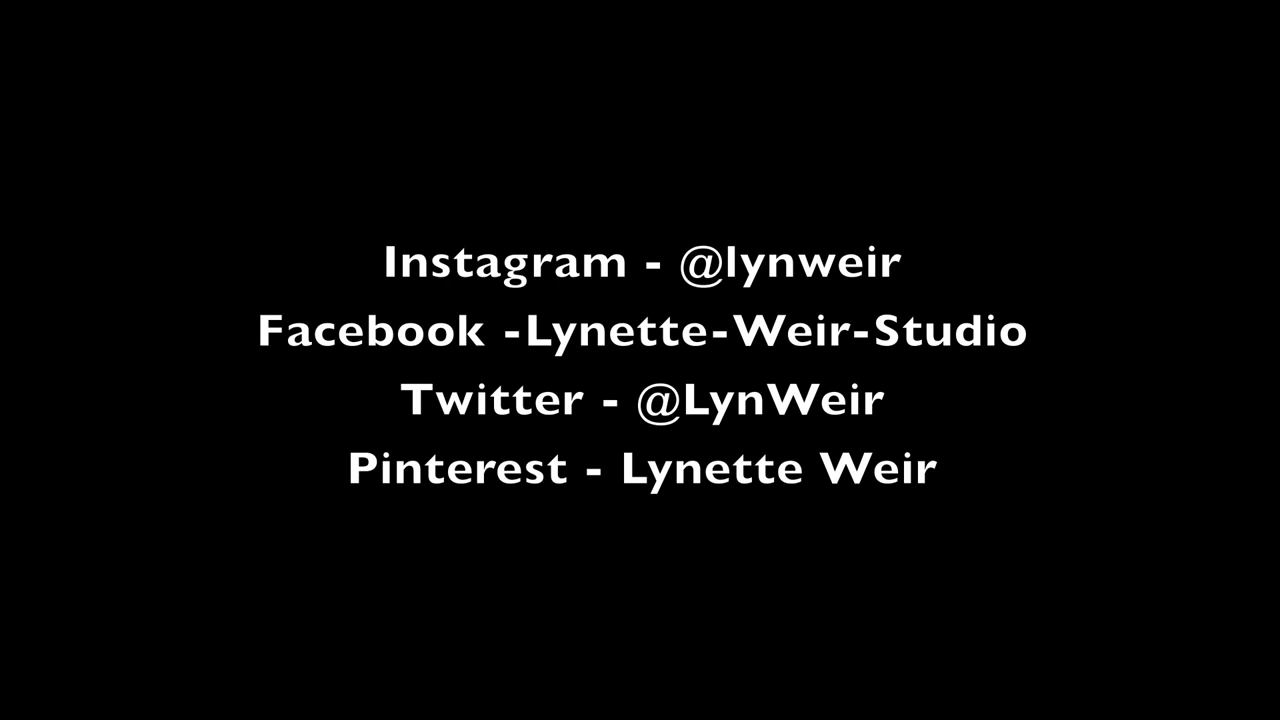 Instagram - @lynweir
Facebook -Lynette-Weir-Studio
Twitter - @LynWeir
Pinterest - Lynette Weir